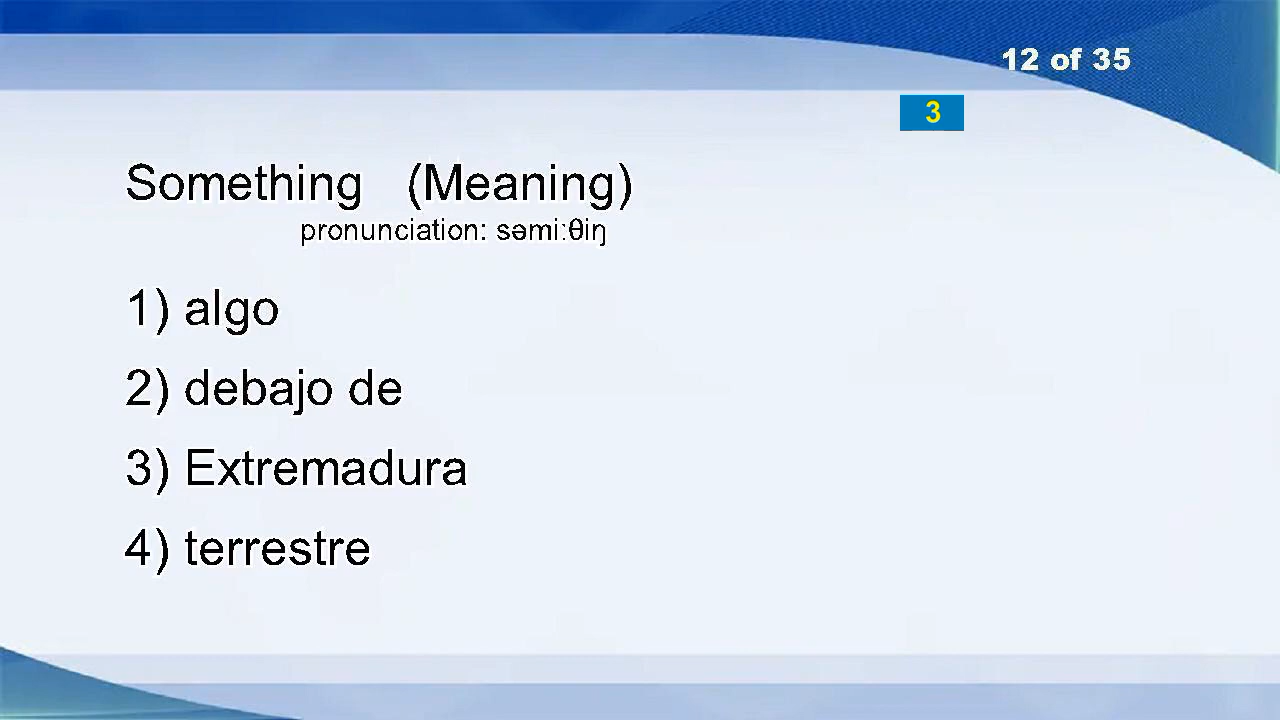 12 of 35
3
Something (Meaning)
pronunciation: səmi:θiŋ
1) algo
2) debajo de
3) Extremadura
4) terrestre